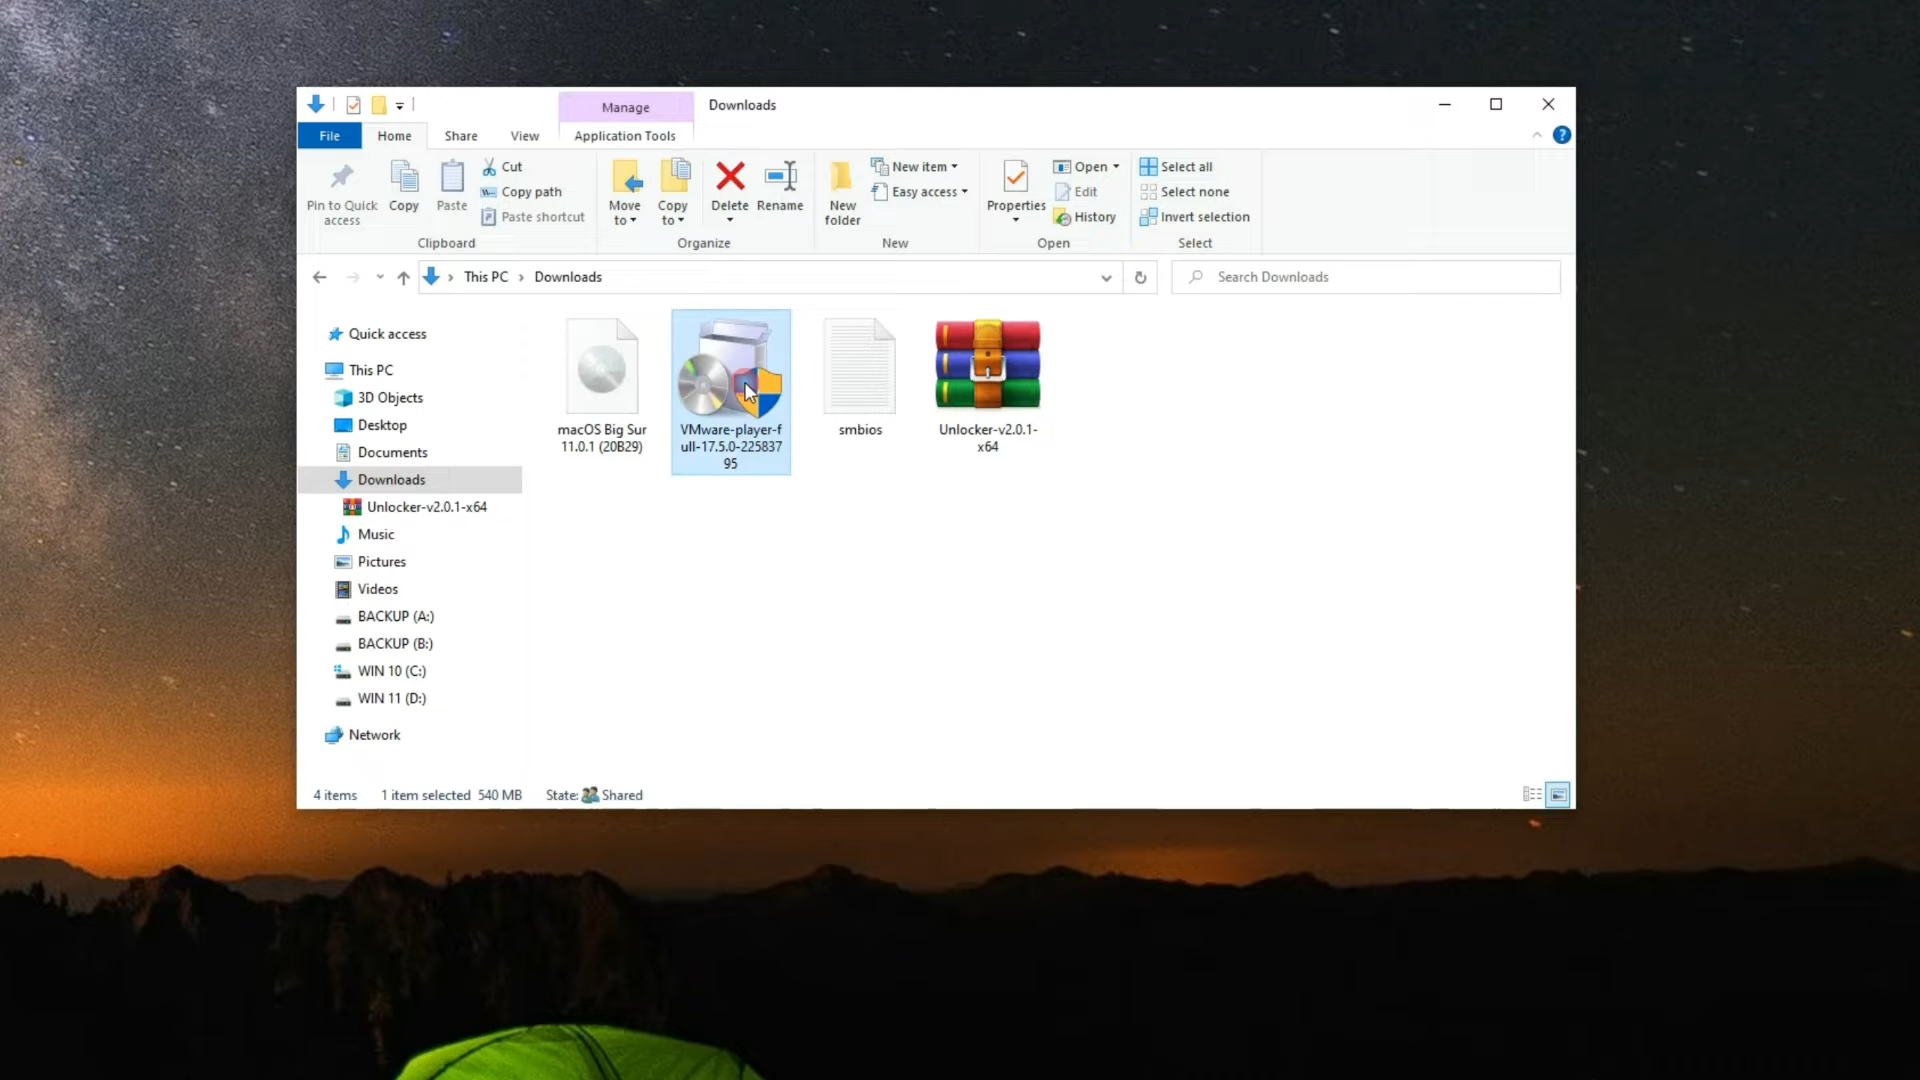 Manage
Downloads
File
Home
Share
View
Application Tools
Pin to Quick
access
Copy
Paste
Cut
Copy path
Paste shortcut
Clipboard
Move
to
Copy
to
Delete
Rename
Organize
New
folder
New item
Easy access
New
Properties
Open
Edit
History
Open
Select all
Select none
Invert selection
Select
This PC > Downloads
Search Downloads
Quick access
This PC
3D Objects
Desktop
Documents
Downloads
Unlocker-v2.0.1-x64
Music
Pictures
Videos
BACKUP (A:)
BACKUP (B:)
WIN 10 (C:)
WIN 11 (D:)
Network
macOS Big Sur
11.0.1 (20B29)
VMware-player-f
ull-17.5.0-225837
95
smbios
Unlocker-v2.0.1-
x64
4 items
1 item selected 540 MB
State: Shared